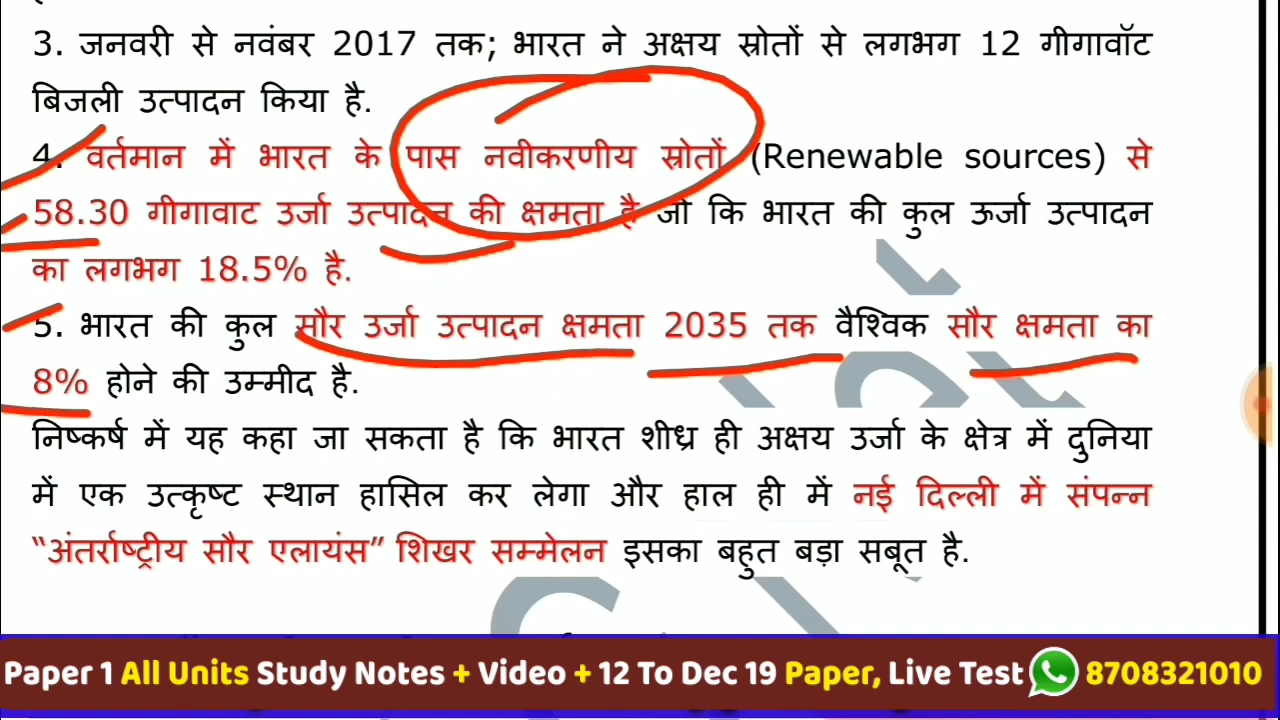 3. जनवरी से नवंबर 2017 तक; भारत ने अक्षय स्रोतों से लगभग 12 गीगावॉट
बिजली उत्पादन किया है.
4. वर्तमान में भारत के पास नवीकरणीय स्रोतों (Renewable sources) से
58.30 गीगावाट उर्जा उत्पादन की क्षमता है जो कि भारत की कुल ऊर्जा उत्पादन
का लगभग 18.5% है.
5. भारत की कुल सौर उर्जा उत्पादन क्षमता 2035 तक वैश्विक सौर क्षमता का
8% होने की उम्मीद है.
निष्कर्ष में यह कहा जा सकता है कि भारत शीध्र ही अक्षय उर्जा के क्षेत्र में दुनिया
में एक उत्कृष्ट स्थान हासिल कर लेगा और हाल ही में नई दिल्ली में संपन्न
“अंतर्राष्ट्रीय सौर एलायंस” शिखर सम्मेलन इसका बहुत बड़ा सबूत है.
Paper 1 All Units Study Notes + Video + 12 To Dec 19 Paper, Live Test 8708321010